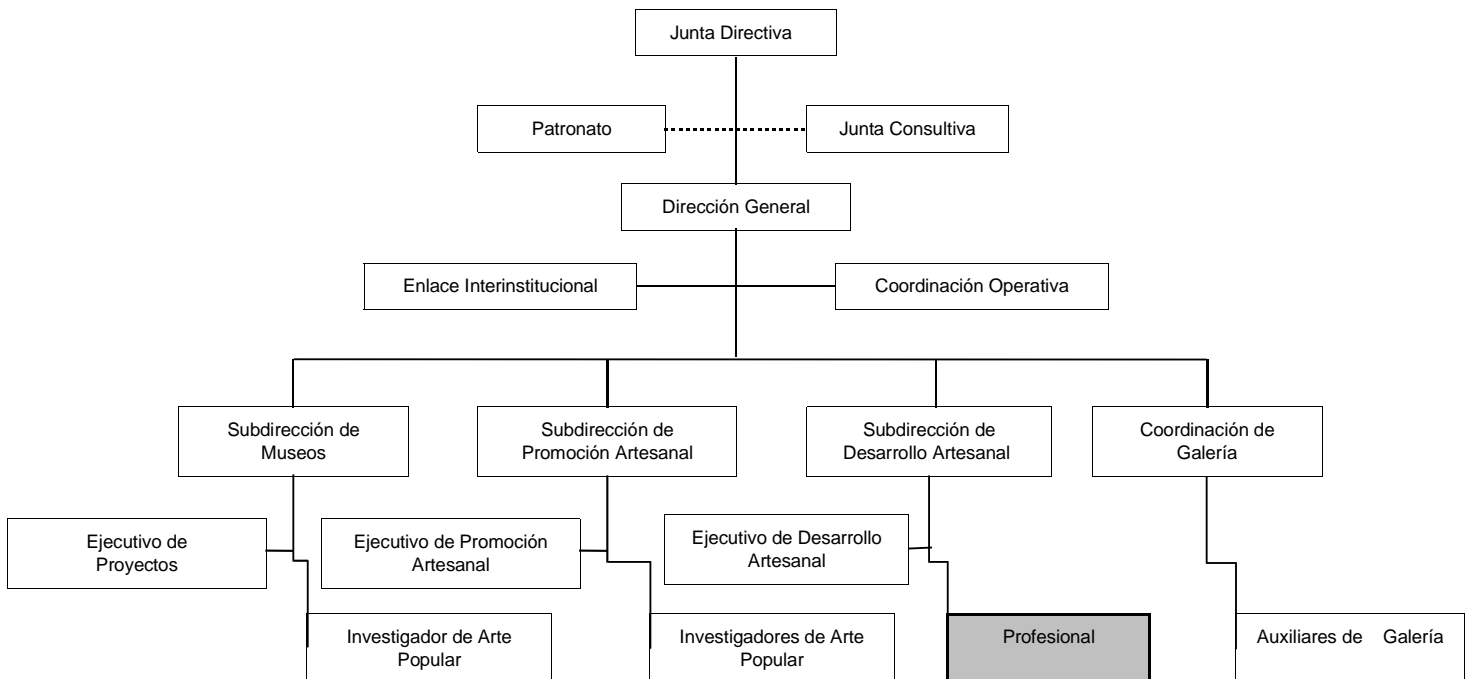 Junta Directiva
Patronato
Junta Consultiva
Dirección General
Enlace Interinstitucional
Coordinación Operativa
Subdirección de
Museos
Subdirección de
Promoción Artesanal
Subdirección de
Desarrollo Artesanal
Coordinación de
Galería
Ejecutivo de
Proyectos
Ejecutivo de Promoción
Artesanal
Ejecutivo de Desarrollo
Artesanal
Investigador de Arte
Popular
Investigadores de Arte
Popular
Profesional
Auxiliares de Galería